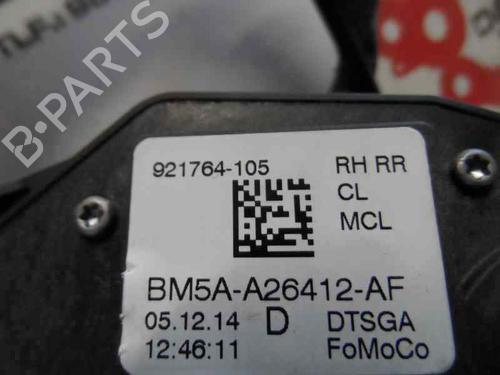 B-PARTS
921764-105 RH RR
CL
MCL
BM5A-A26412-AF
05.12.14 D DTSGA
12:46:11 FoMoCo